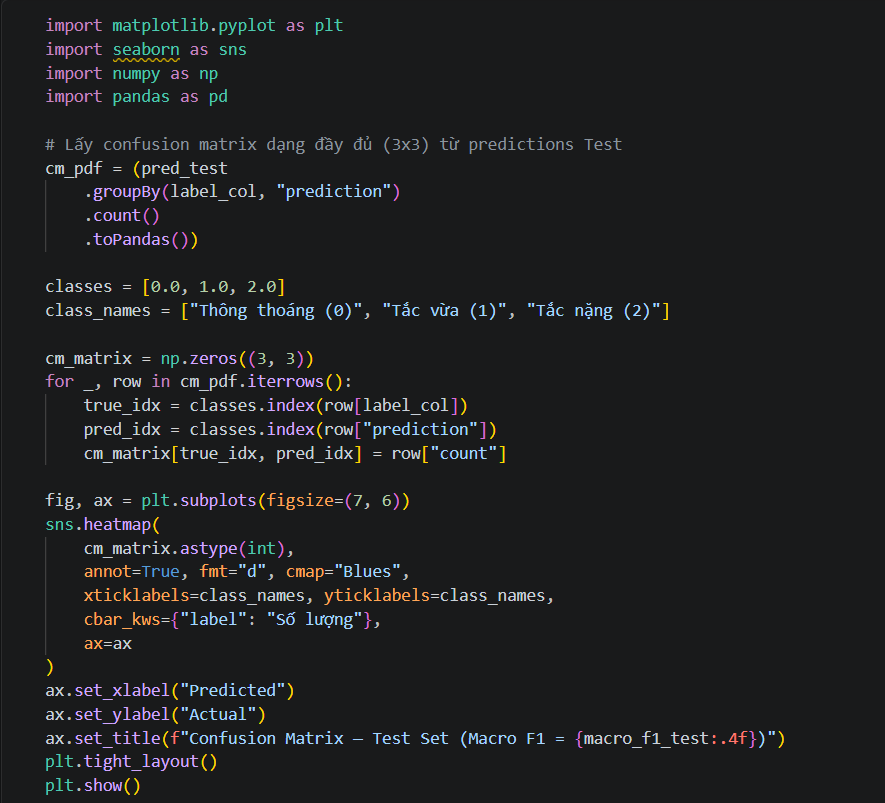 import matplotlib.pyplot as plt
import seaborn as sns
import numpy as np
import pandas as pd

# Lấy confusion matrix dạng đầy đủ (3x3) từ predictions Test
cm_pdf = (pred_test
    .groupBy(label_col, "prediction")
    .count()
    .toPandas())

classes = [0.0, 1.0, 2.0]
class_names = ["Thông thoáng (0)", "Tắc vừa (1)", "Tắc nặng (2)"]

cm_matrix = np.zeros((3, 3))
for _, row in cm_pdf.iterrows():
    true_idx = classes.index(row[label_col])
    pred_idx = classes.index(row["prediction"])
    cm_matrix[true_idx, pred_idx] = row["count"]

fig, ax = plt.subplots(figsize=(7, 6))
sns.heatmap(
    cm_matrix.astype(int),
    annot=True, fmt="d", cmap="Blues",
    xticklabels=class_names, yticklabels=class_names,
    cbar_kws={"label": "Số lượng"},
    ax=ax
)
ax.set_xlabel("Predicted")
ax.set_ylabel("Actual")
ax.set_title(f"Confusion Matrix — Test Set (Macro F1 = {macro_f1_test:.4f})")
plt.tight_layout()
plt.show()